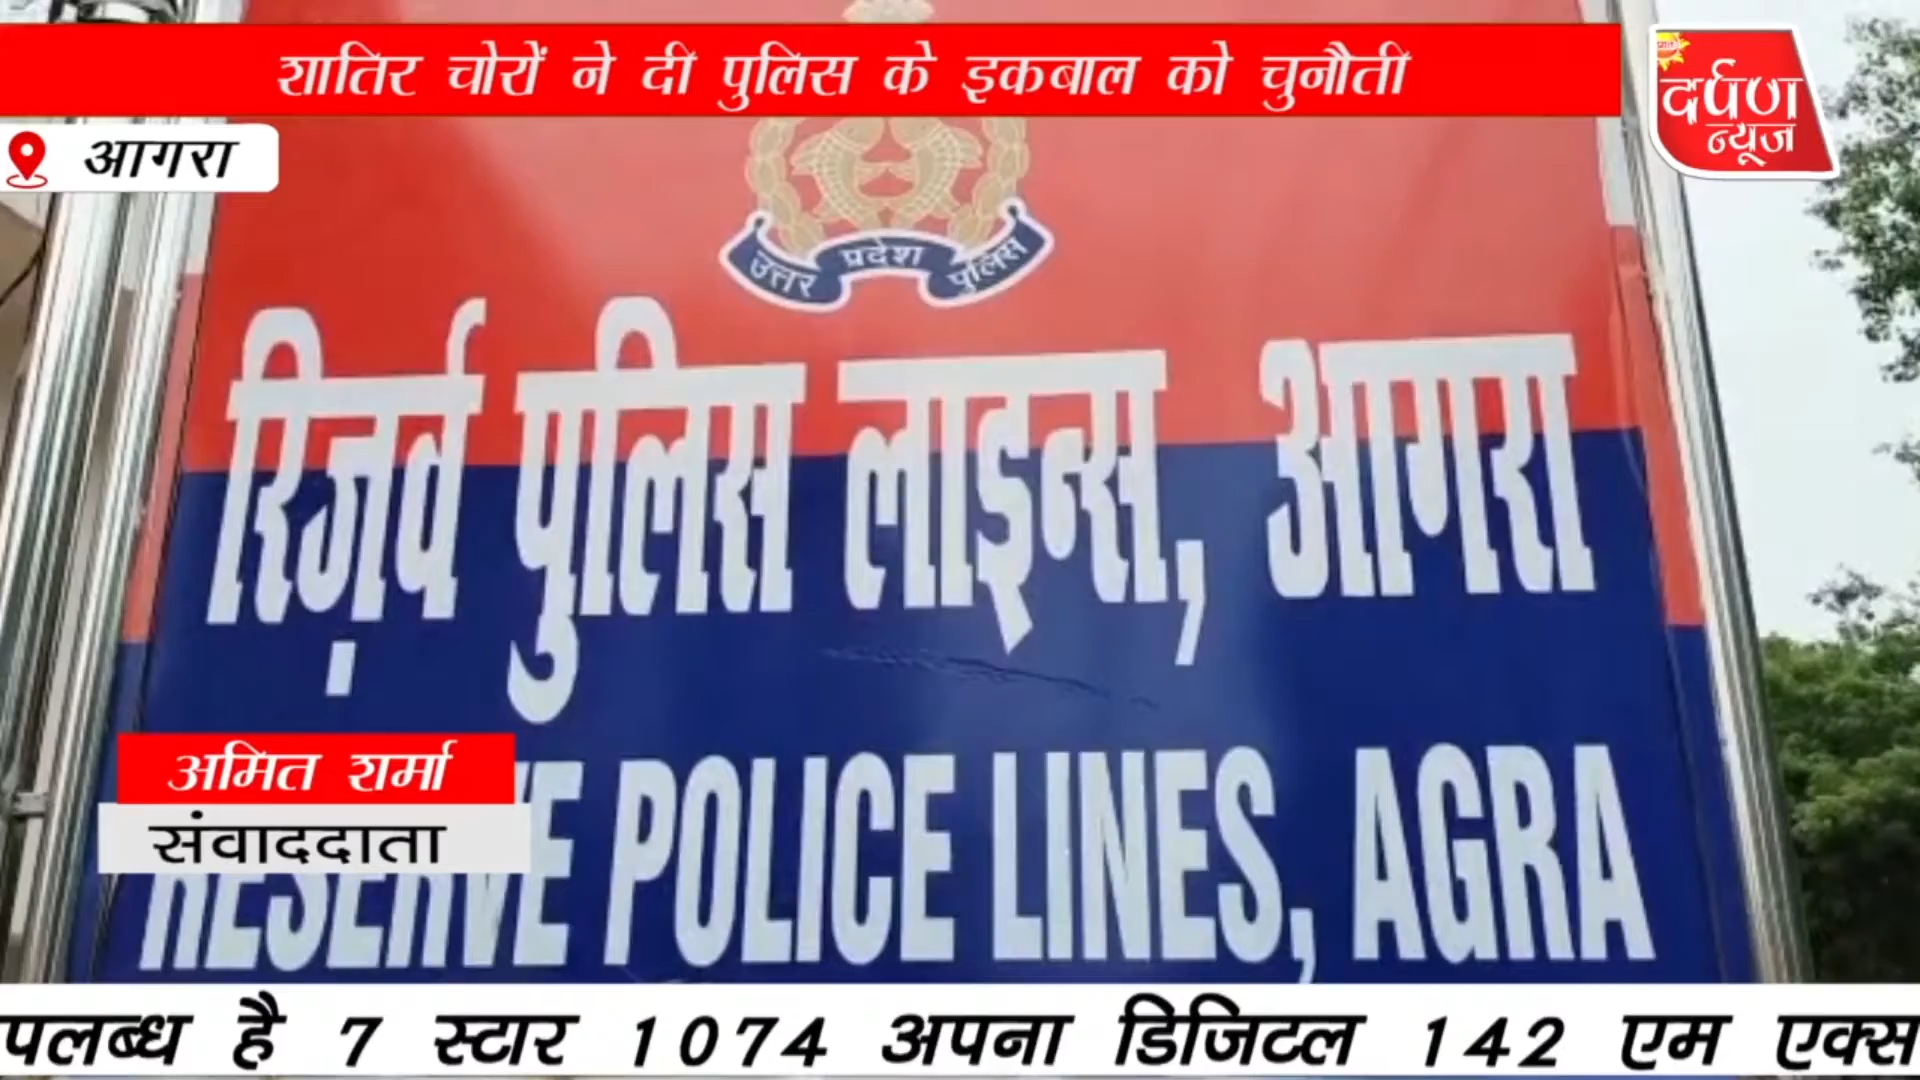 शातिर चोरों ने दी पुलिस के इकबाल को चुनौती
दर्पण
न्यूज
आगरा
उत्तर प्रदेश पुलिस
रिज़र्व पुलिस लाइन्स, आगरा
अमित शर्मा
संवाददाता
RESERVE POLICE LINES, AGRA
पलब्ध है 7 स्टार 1074 अपना डिजिटल 142 एम एक्स